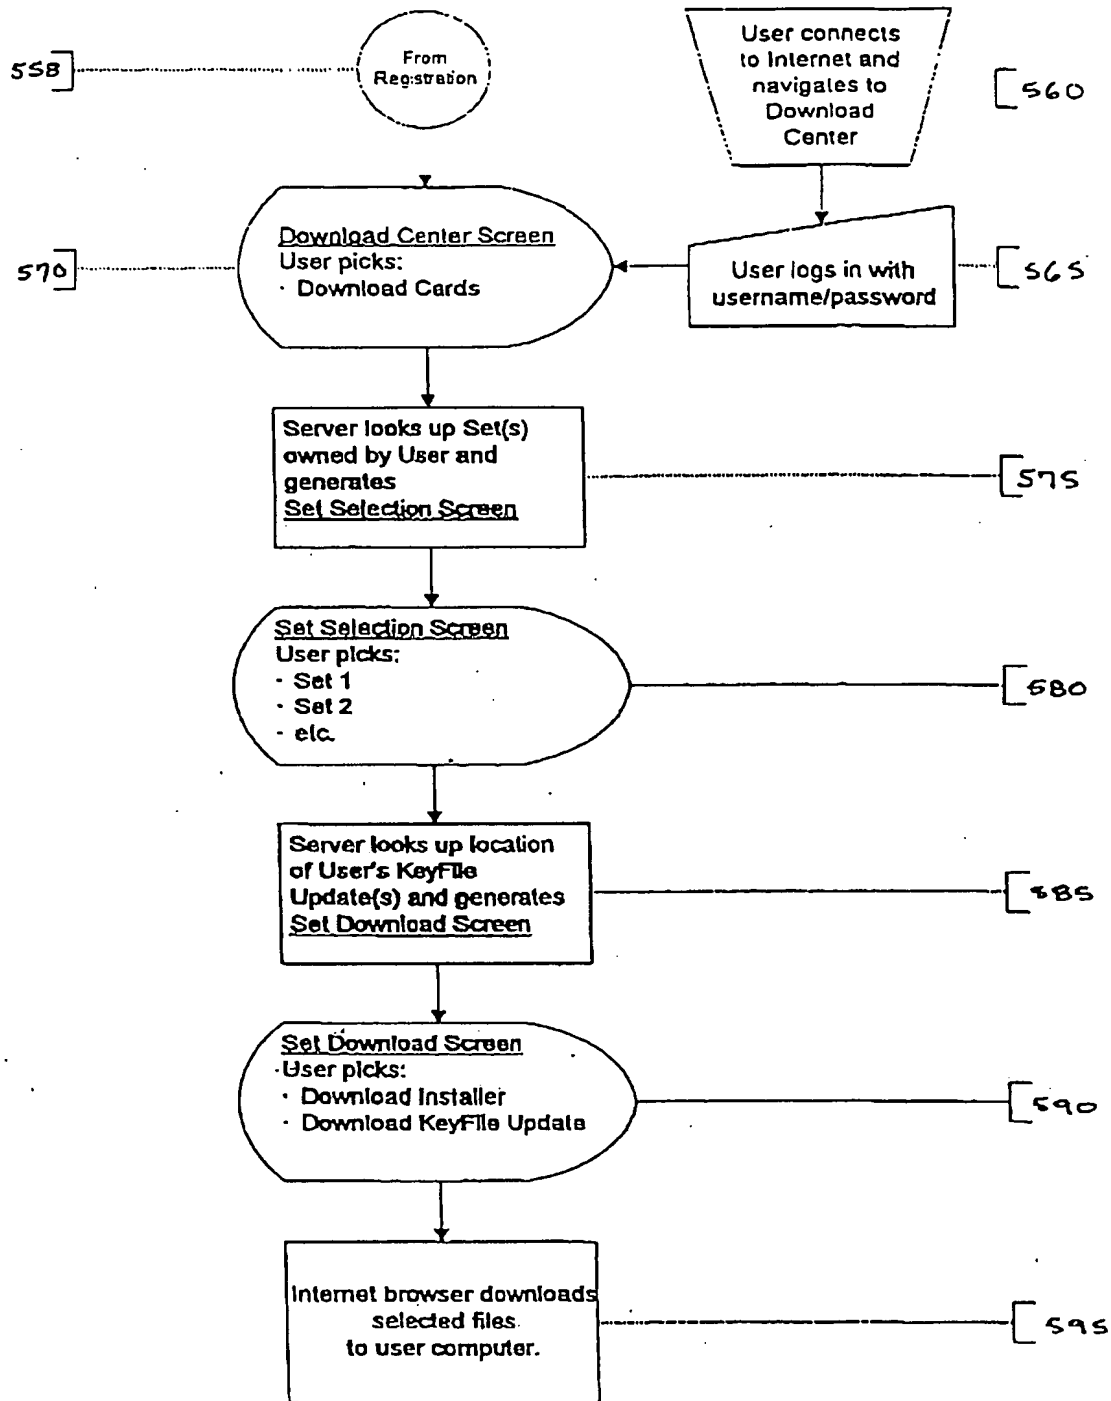 558
From
Registration
User connects
to Internet and
navigates to
Download
Center
560
Download Center Screen
User picks:
· Download Cards
570
User logs in with
username/password
565
Server looks up Set(s)
owned by User and
generates
Set Selection Screen
575
Set Selection Screen
User picks:
- Set 1
- Set 2
- etc.
580
Server looks up location
of User's KeyFile
Update(s) and generates
Set Download Screen
585
Set Download Screen
User picks:
· Download Installer
· Download KeyFile Update
590
Internet browser downloads
selected files
to user computer.
595